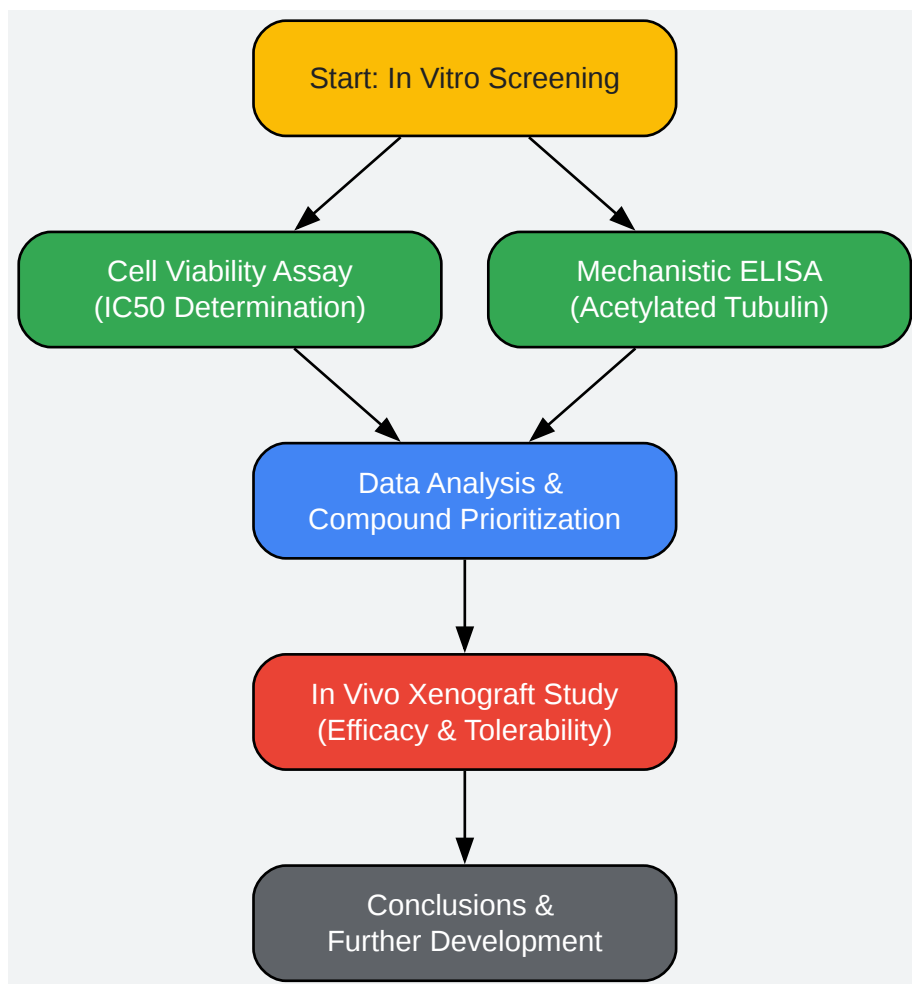 Start: In Vitro Screening
Cell Viability Assay
(IC50 Determination)
Mechanistic ELISA
(Acetylated Tubulin)
Data Analysis &
Compound Prioritization
In Vivo Xenograft Study
(Efficacy & Tolerability)
Conclusions &
Further Development